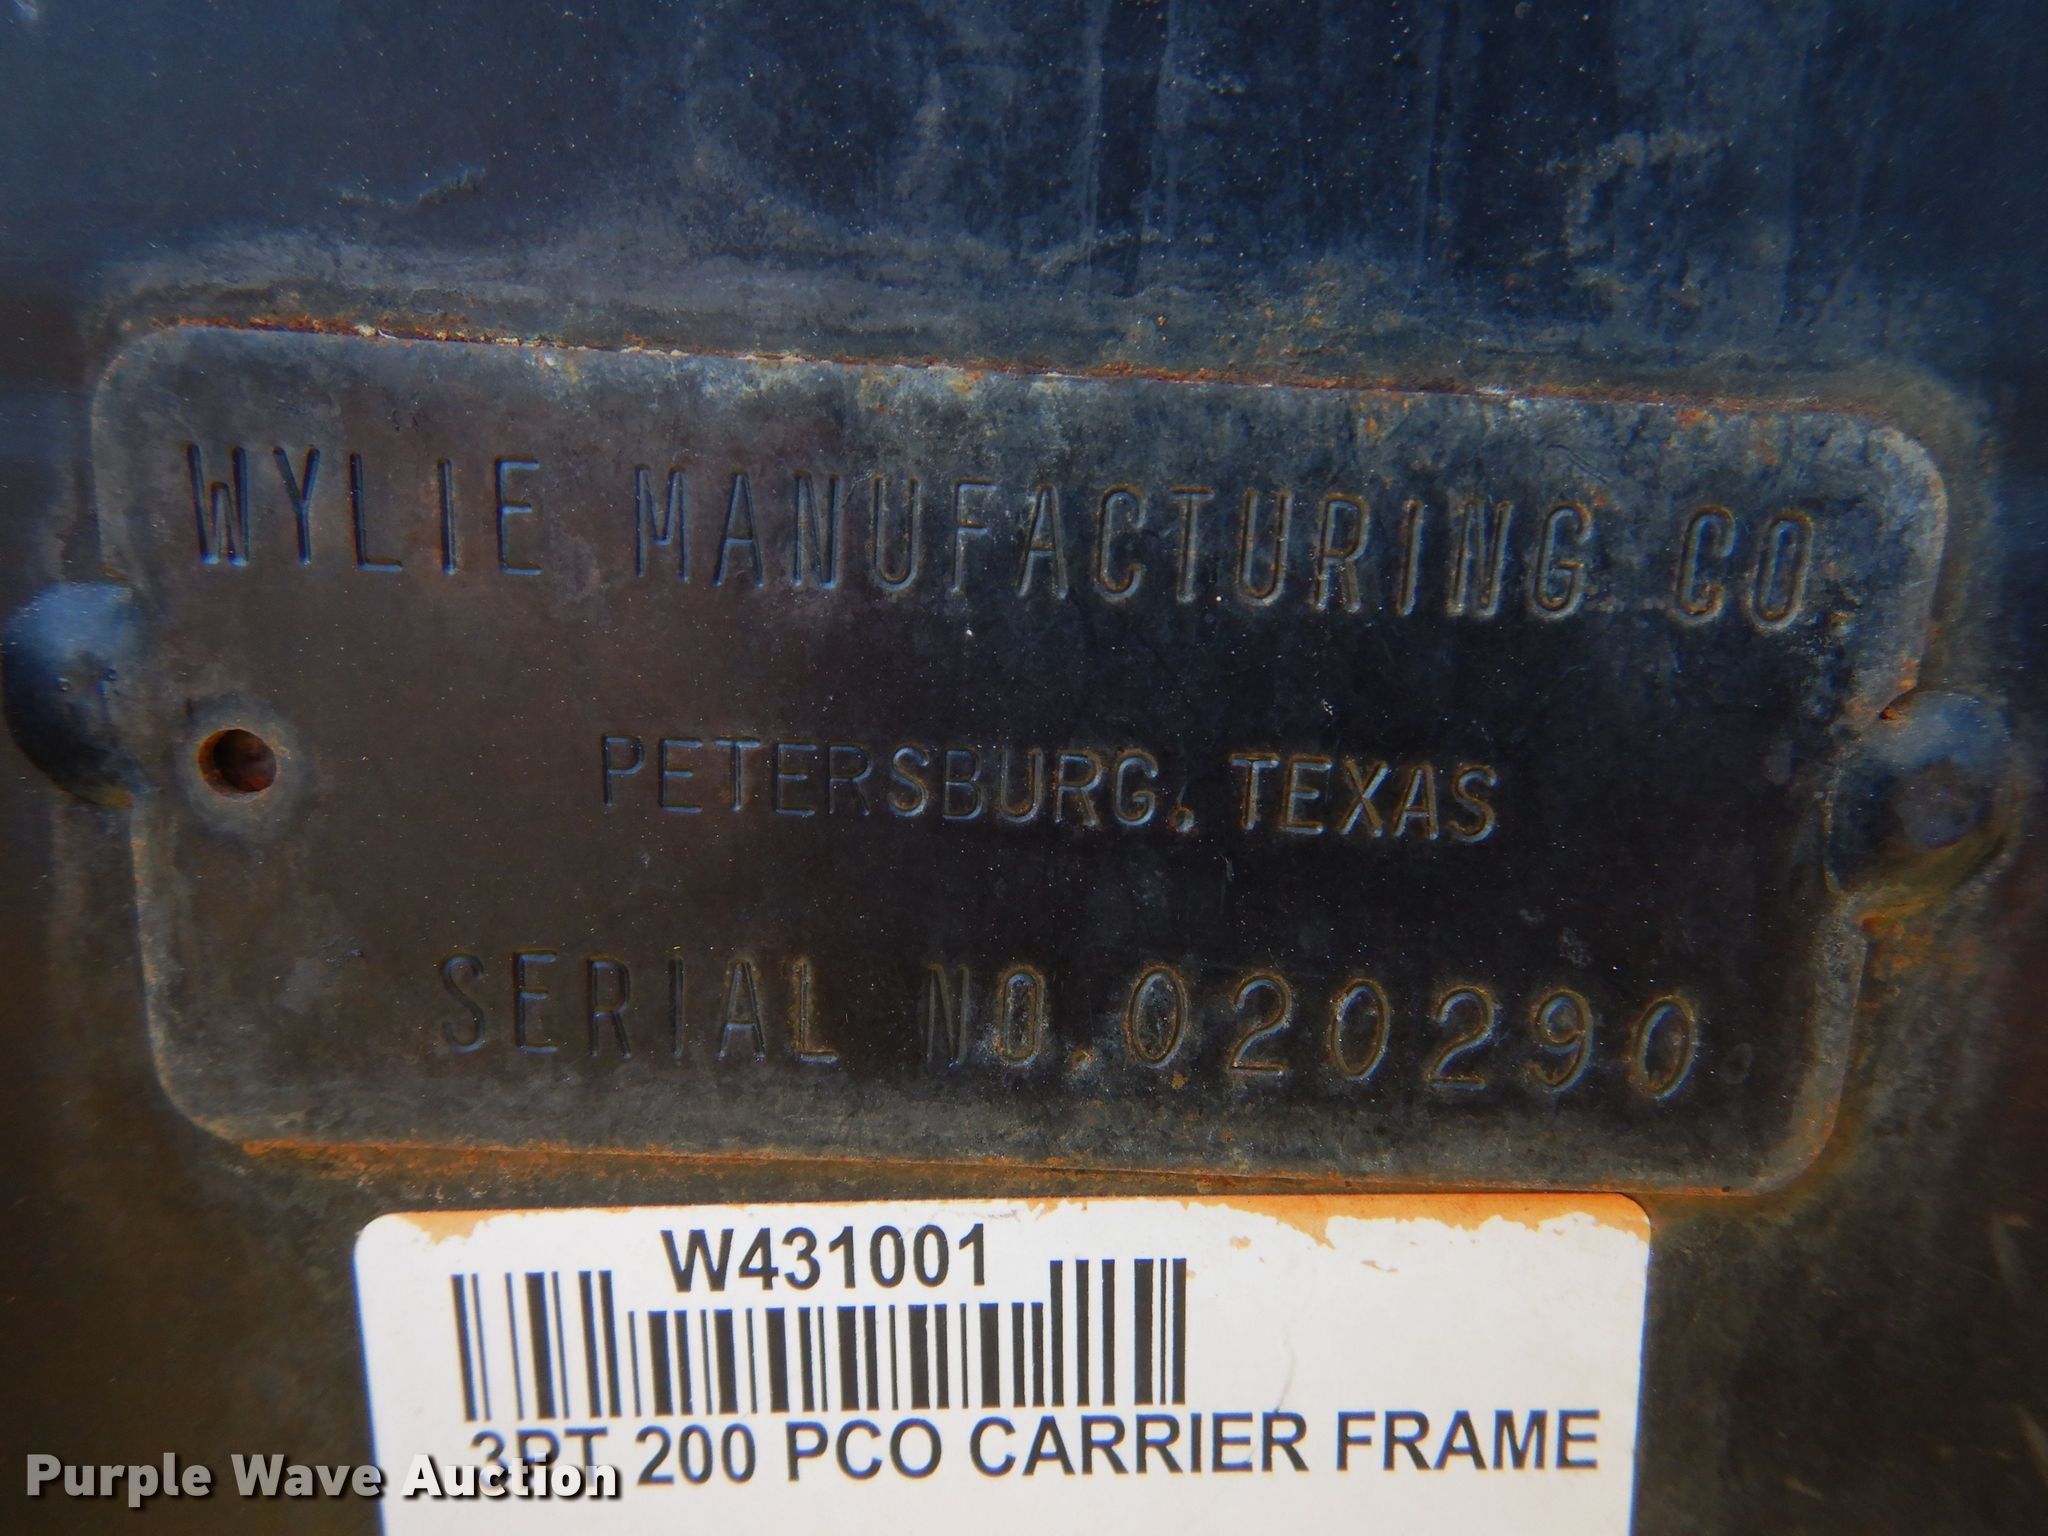 WYLIE MANUFACTURING CO.
PETERSBURG, TEXAS
SERIAL NO. 020290
W431001
3PT 200 PCO CARRIER FRAME
Purple Wave Auction